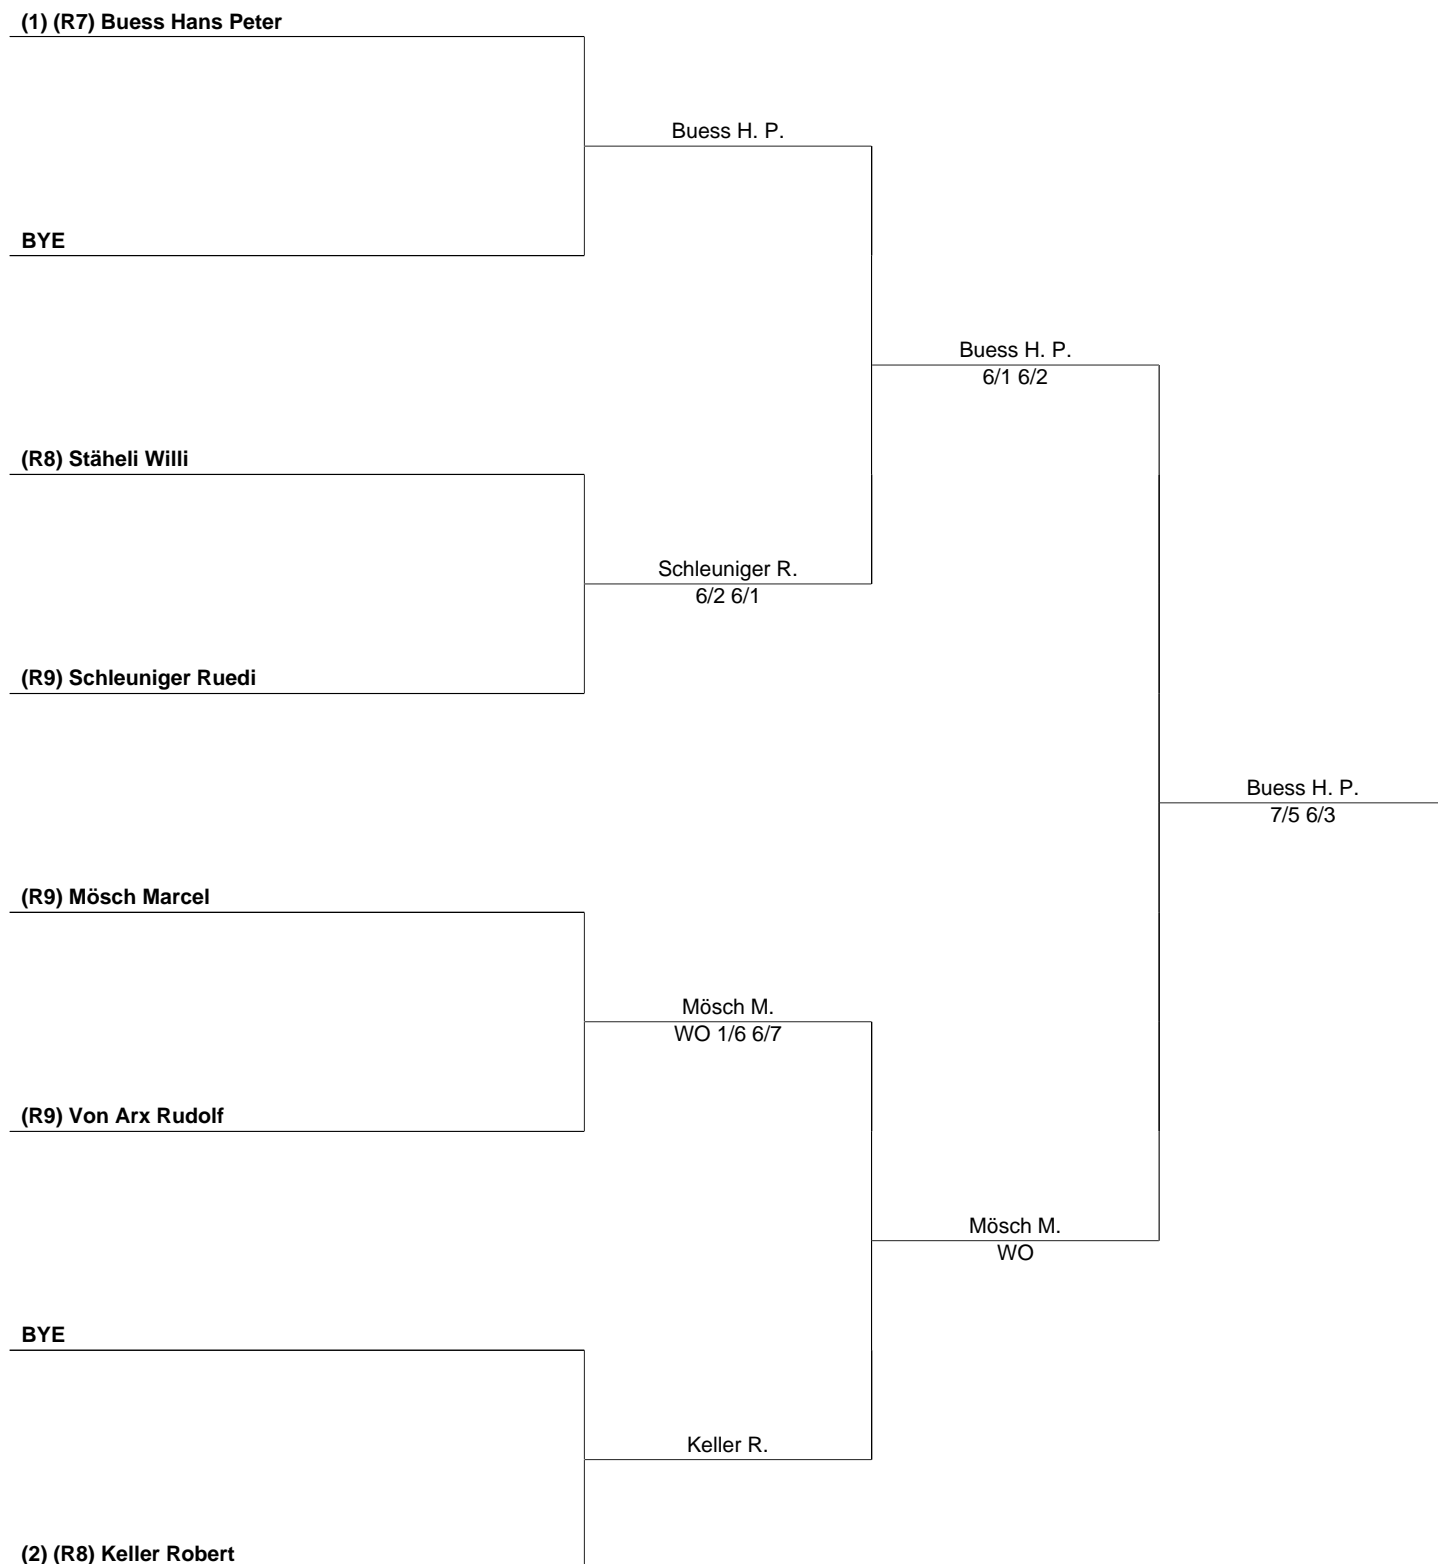 (1) (R7) Buess Hans Peter
Buess H. P.
BYE
Buess H. P.
6/1 6/2
(R8) Stäheli Willi
Schleuniger R.
6/2 6/1
(R9) Schleuniger Ruedi
Buess H. P.
7/5 6/3
(R9) Mösch Marcel
Mösch M.
WO 1/6 6/7
(R9) Von Arx Rudolf
Mösch M.
WO
BYE
Keller R.
(2) (R8) Keller Robert